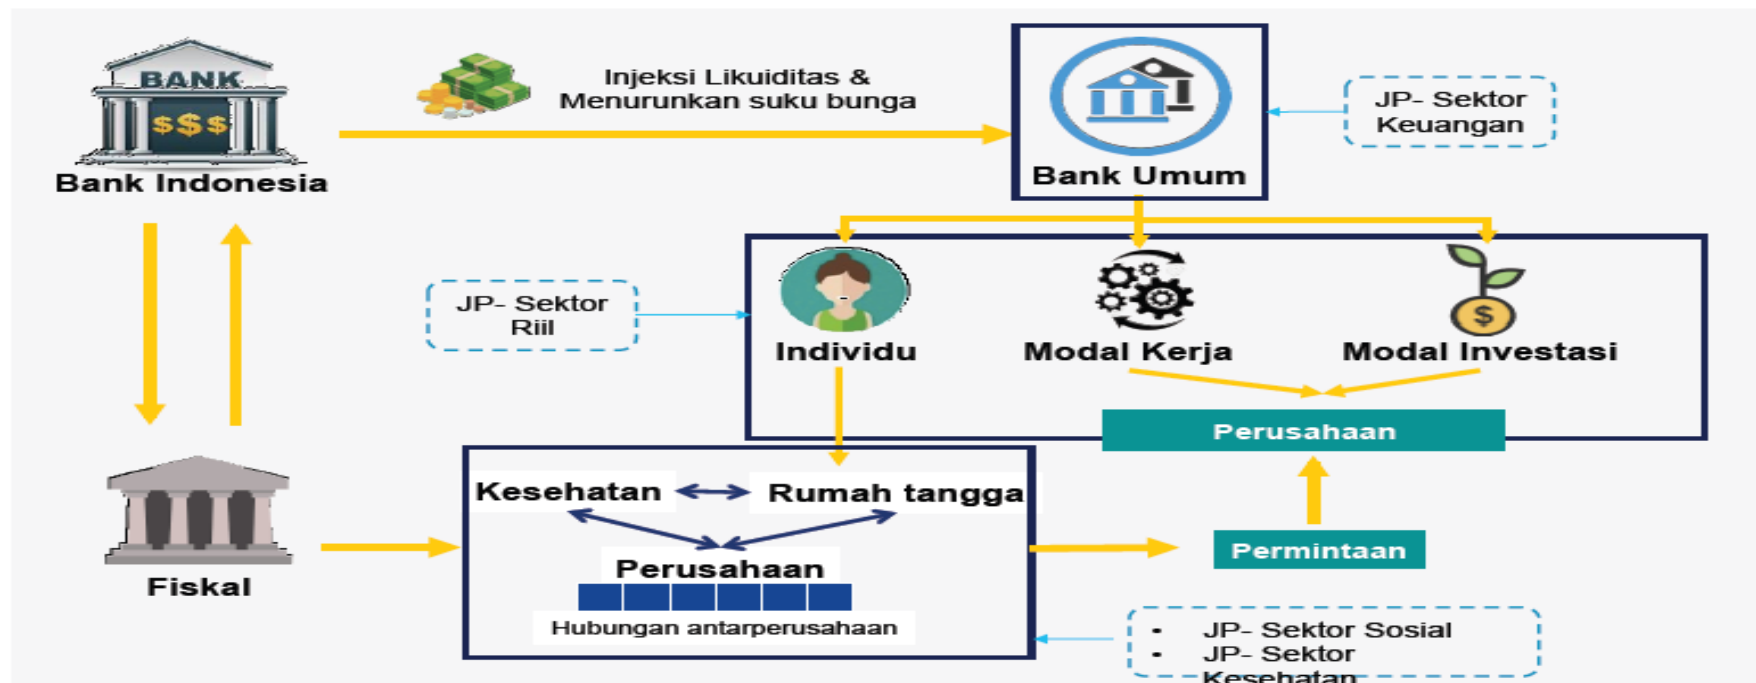 BANK
$$$
Bank Indonesia
Injeksi Likuiditas &
Menurunkan suku bunga
Bank Umum
JP- Sektor
Keuangan
JP- Sektor
Riil
Individu
Modal Kerja
$
Modal Investasi
Perusahaan
Kesehatan
Rumah tangga
Perusahaan
Hubungan antarperusahaan
Fiskal
Permintaan
• JP- Sektor Sosial
• JP- Sektor
Kesehatan